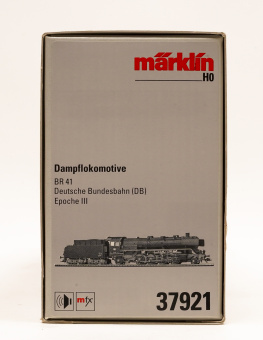 märklin
H0
Dampflokomotive
BR 41
Deutsche Bundesbahn (DB)
Epoche III
mfx
37921